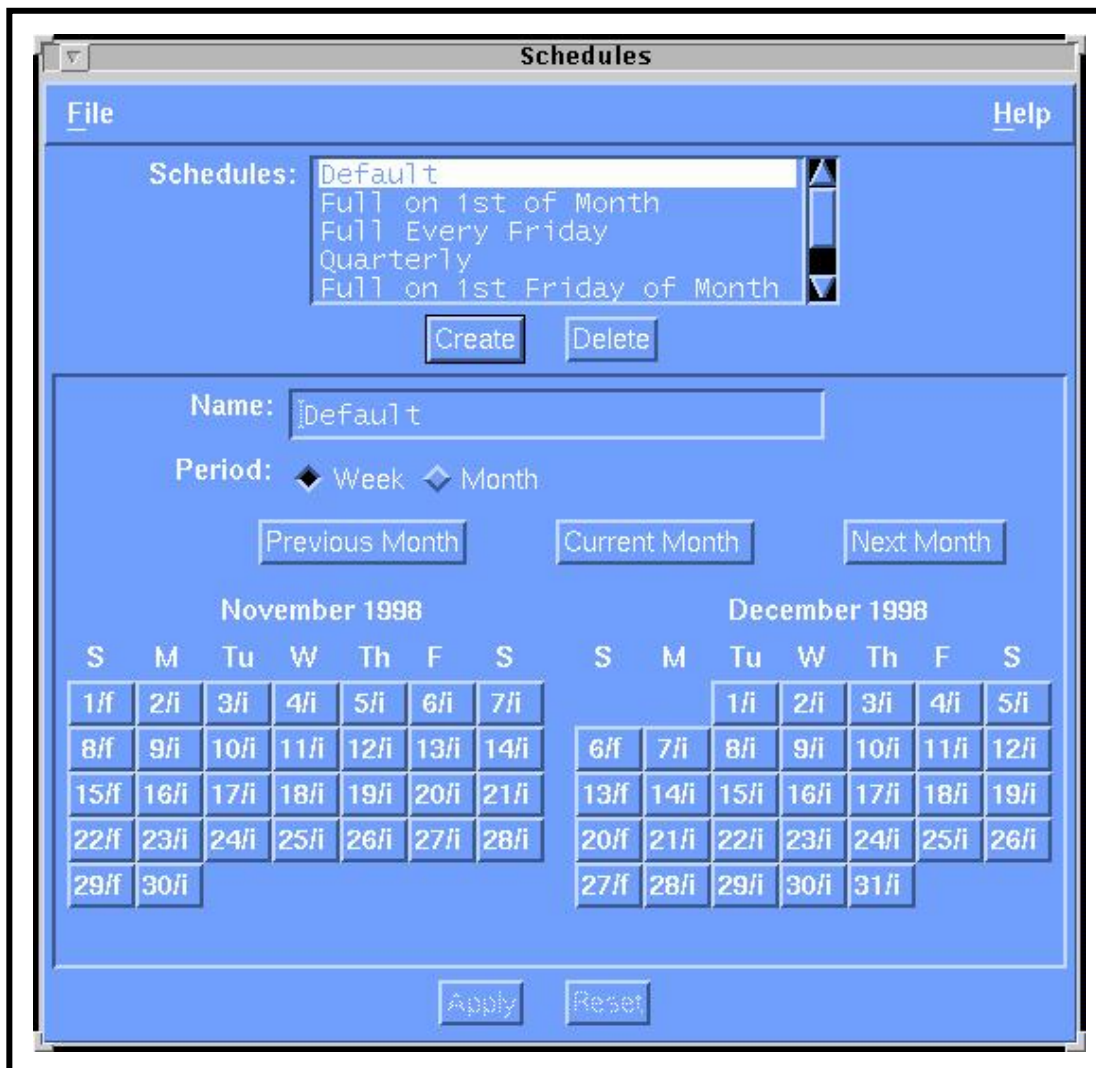 Schedules
File Help
Schedules: Default
Full on 1st of Month
Full Every Friday
Quarterly
Full on 1st Friday of Month
Create Delete
Name: Default
Period: Week Month
Previous Month Current Month Next Month
November 1998 December 1998
S M Tu W Th F S S M Tu W Th F S
1/f 2/i 3/i 4/i 5/i 6/i 7/i 1/i 2/i 3/i 4/i 5/i
8/f 9/i 10/i 11/i 12/i 13/i 14/i 6/f 7/i 8/i 9/i 10/i 11/i 12/i
15/f 16/i 17/i 18/i 19/i 20/i 21/i 13/f 14/i 15/i 16/i 17/i 18/i 19/i
22/f 23/i 24/i 25/i 26/i 27/i 28/i 20/f 21/i 22/i 23/i 24/i 25/i 26/i
29/f 30/i 27/f 28/i 29/i 30/i 31/i
Apply Reset